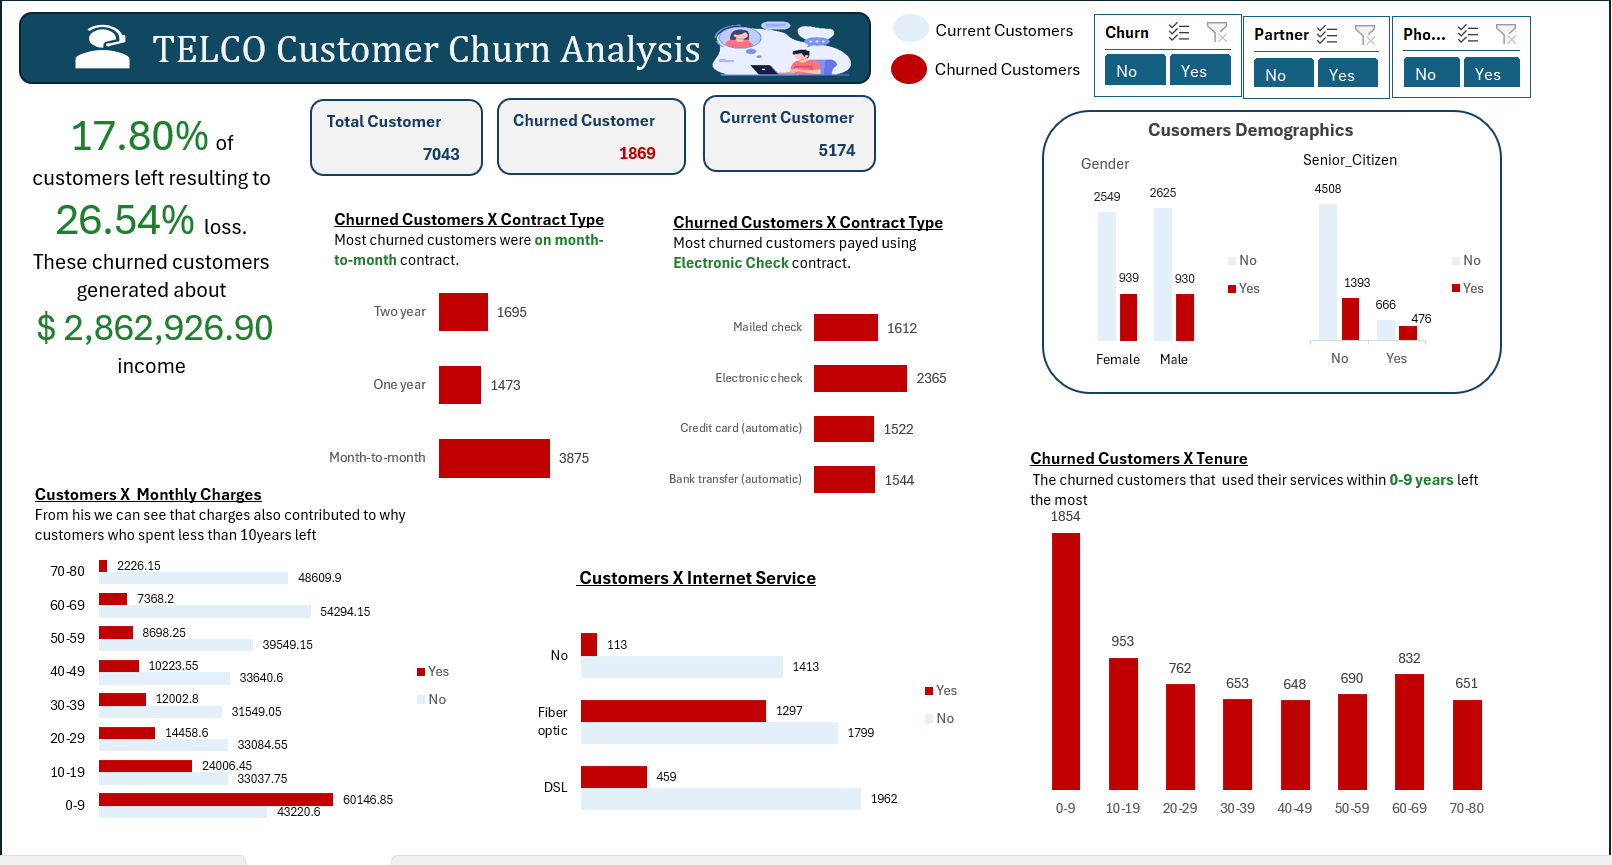 TELCO Customer Churn Analysis
Current Customers
Churned Customers
Churn
No
Yes
Partner
No
Yes
Pho...
No
Yes
17.80% of
customers left resulting to
26.54% loss.
These churned customers
generated about
$ 2,862,926.90
income
Total Customer
7043
Churned Customer
1869
Current Customer
5174
Cusomers Demographics
Gender
2549
2625
939
930
Female
Male
No
Yes
Senior_Citizen
4508
1393
666
476
No
Yes
No
Yes
Churned Customers X Contract Type
Most churned customers were on month-
to-month contract.
Two year
1695
One year
1473
Month-to-month
3875
Churned Customers X Contract Type
Most churned customers payed using
Electronic Check contract.
Mailed check
1612
Electronic check
2365
Credit card (automatic)
1522
Bank transfer (automatic)
1544
Customers X Monthly Charges
From his we can see that charges also contributed to why
customers who spent less than 10years left
70-80
2226.15
48609.9
60-69
7368.2
54294.15
50-59
8698.25
39549.15
40-49
10223.55
33640.6
30-39
12002.8
31549.05
20-29
14458.6
33084.55
10-19
24006.45
33037.75
0-9
60146.85
43220.6
Yes
No
Customers X Internet Service
No
113
1413
Fiber
optic
1297
1799
DSL
459
1962
Yes
No
Churned Customers X Tenure
The churned customers that used their services within 0-9 years left
the most
1854
953
762
653
648
690
832
651
0-9
10-19
20-29
30-39
40-49
50-59
60-69
70-80